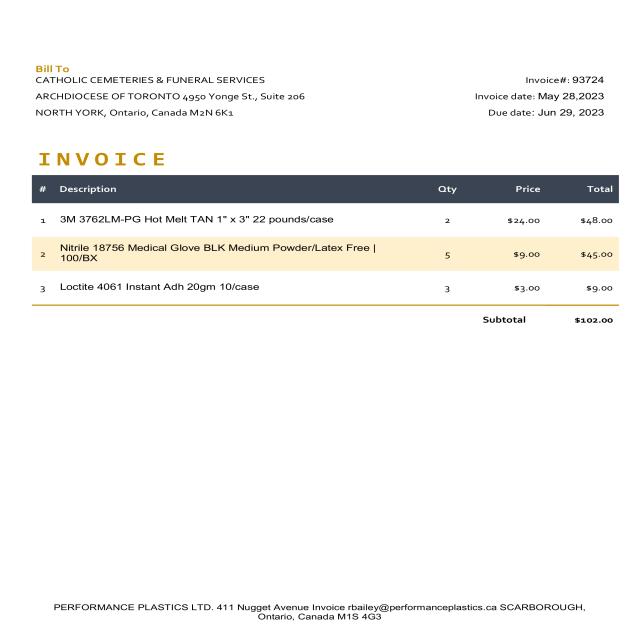 Bill To
CATHOLIC CEMETERIES & FUNERAL SERVICES
Invoice#: 93724
ARCHDIOCESE OF TORONTO 4950 Yonge St., Suite 206
Invoice date: May 28,2023
NORTH YORK, Ontario, Canada M2N 6K1
Due date: Jun 29, 2023
INVOICE
# Description Qty Price Total
1 3M 3762LM-PG Hot Melt TAN 1" x 3" 22 pounds/case 2 $24.00 $48.00
2 Nitrile 18756 Medical Glove BLK Medium Powder/Latex Free | 5 $9.00 $45.00
100/BX
3 Loctite 4061 Instant Adh 20gm 10/case 3 $3.00 $9.00
Subtotal $102.00
PERFORMANCE PLASTICS LTD. 411 Nugget Avenue Invoice rbailey@performanceplastics.ca SCARBOROUGH,
Ontario, Canada M1S 4G3